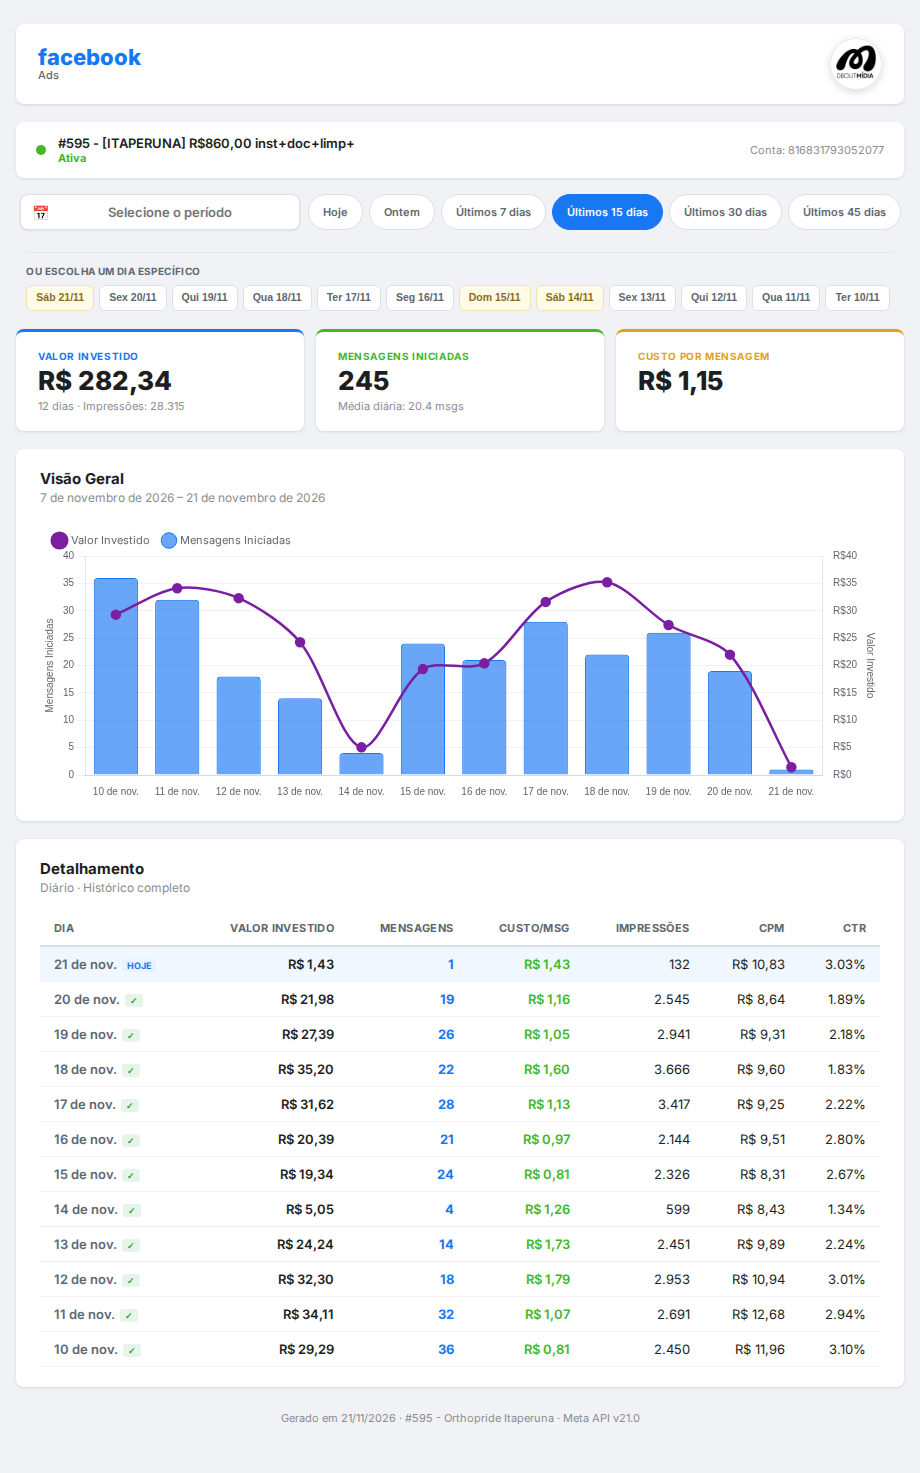 facebook
Ads
DBOUTMÍDIA
#595 - [ITAPERUNA] R$860,00 inst+doc+limp+
Ativa
Conta: 816831793052077
Selecione o período
Hoje
Ontem
Últimos 7 dias
Últimos 15 dias
Últimos 30 dias
Últimos 45 dias
OU ESCOLHA UM DIA ESPECÍFICO
Sáb 21/11
Sex 20/11
Qui 19/11
Qua 18/11
Ter 17/11
Seg 16/11
Dom 15/11
Sáb 14/11
Sex 13/11
Qui 12/11
Qua 11/11
Ter 10/11
VALOR INVESTIDO
R$ 282,34
12 dias · Impressões: 28.315
MENSAGENS INICIADAS
245
Média diária: 20.4 msgs
CUSTO POR MENSAGEM
R$ 1,15
Visão Geral
7 de novembro de 2026 – 21 de novembro de 2026
Valor Investido
Mensagens Iniciadas
Mensagens Iniciadas
40
35
30
25
20
15
10
5
0
R$40
R$35
R$30
R$25
R$20
R$15
R$10
R$5
R$0
Valor Investido
10 de nov.
11 de nov.
12 de nov.
13 de nov.
14 de nov.
15 de nov.
16 de nov.
17 de nov.
18 de nov.
19 de nov.
20 de nov.
21 de nov.
Detalhamento
Diário · Histórico completo
DIA VALOR INVESTIDO MENSAGENS CUSTO/MSG IMPRESSÕES CPM CTR
21 de nov. HOJE R$ 1,43 1 R$ 1,43 132 R$ 10,83 3.03%
20 de nov. ✓ R$ 21,98 19 R$ 1,16 2.545 R$ 8,64 1.89%
19 de nov. ✓ R$ 27,39 26 R$ 1,05 2.941 R$ 9,31 2.18%
18 de nov. ✓ R$ 35,20 22 R$ 1,60 3.666 R$ 9,60 1.83%
17 de nov. ✓ R$ 31,62 28 R$ 1,13 3.417 R$ 9,25 2.22%
16 de nov. ✓ R$ 20,39 21 R$ 0,97 2.144 R$ 9,51 2.80%
15 de nov. ✓ R$ 19,34 24 R$ 0,81 2.326 R$ 8,31 2.67%
14 de nov. ✓ R$ 5,05 4 R$ 1,26 599 R$ 8,43 1.34%
13 de nov. ✓ R$ 24,24 14 R$ 1,73 2.451 R$ 9,89 2.24%
12 de nov. ✓ R$ 32,30 18 R$ 1,79 2.953 R$ 10,94 3.01%
11 de nov. ✓ R$ 34,11 32 R$ 1,07 2.691 R$ 12,68 2.94%
10 de nov. ✓ R$ 29,29 36 R$ 0,81 2.450 R$ 11,96 3.10%
Gerado em 21/11/2026 · #595 - Orthopride Itaperuna · Meta API v21.0